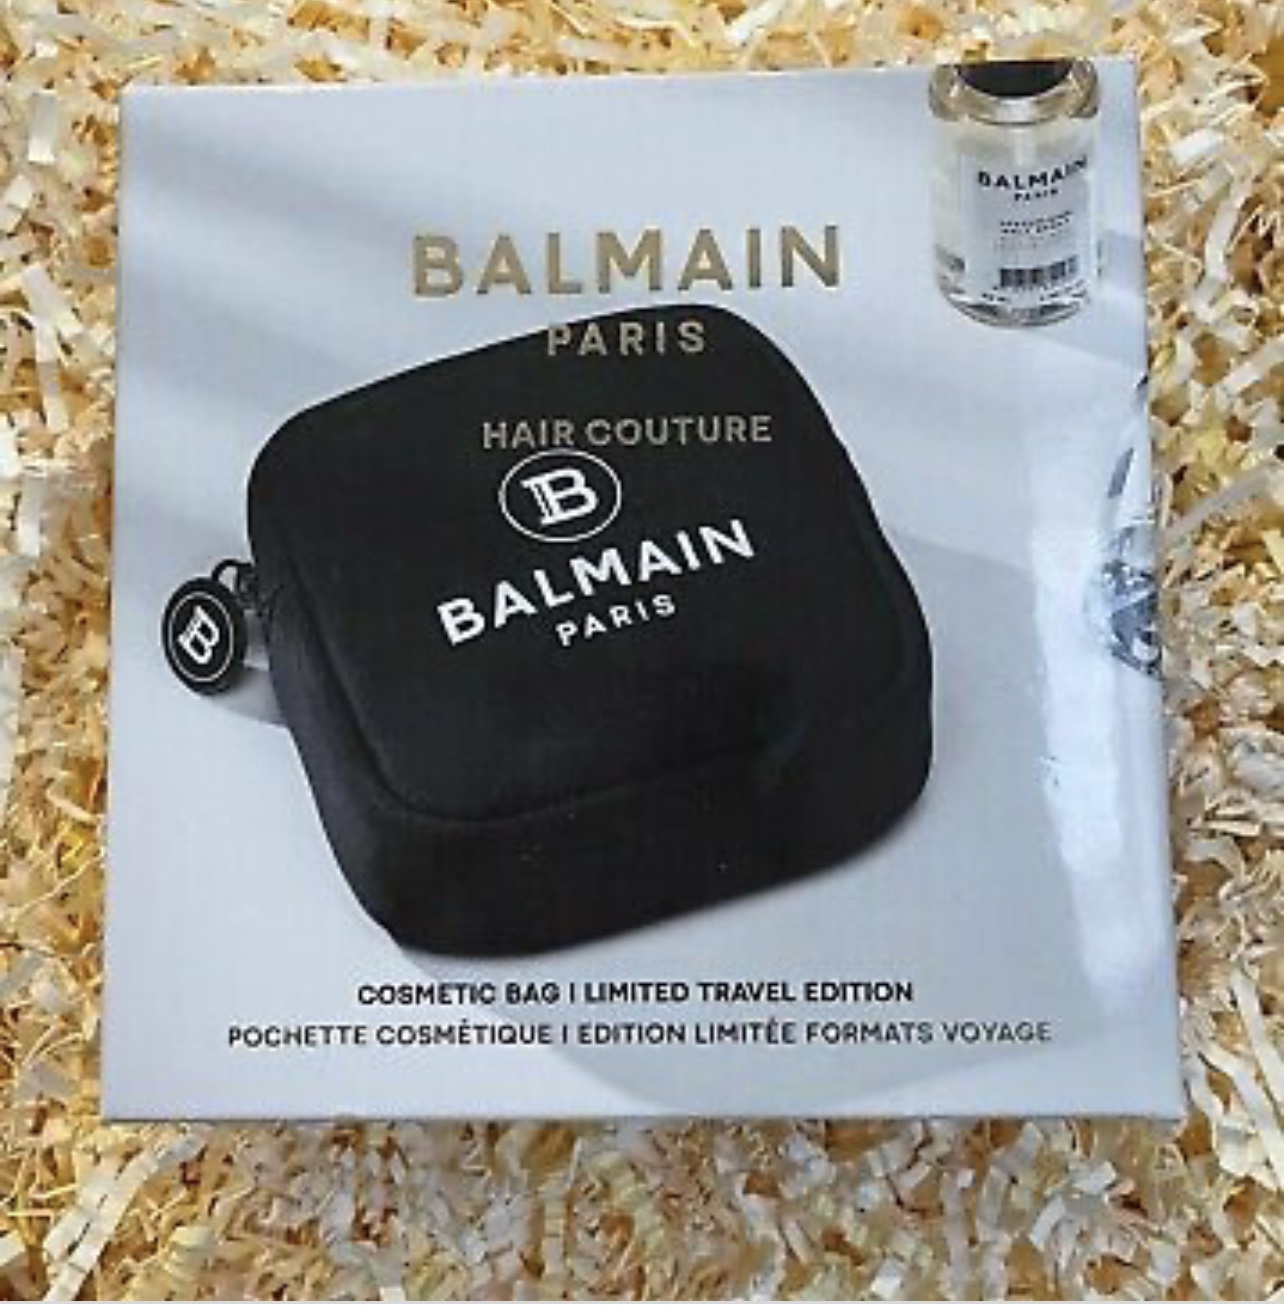 BALMAIN
PARIS
BALMAIN
PARIS
HAIR COUTURE
B
BALMAIN
PARIS
B
COSMETIC BAG | LIMITED TRAVEL EDITION
POCHETTE COSMÉTIQUE | EDITION LIMITÉE FORMATS VOYAGE